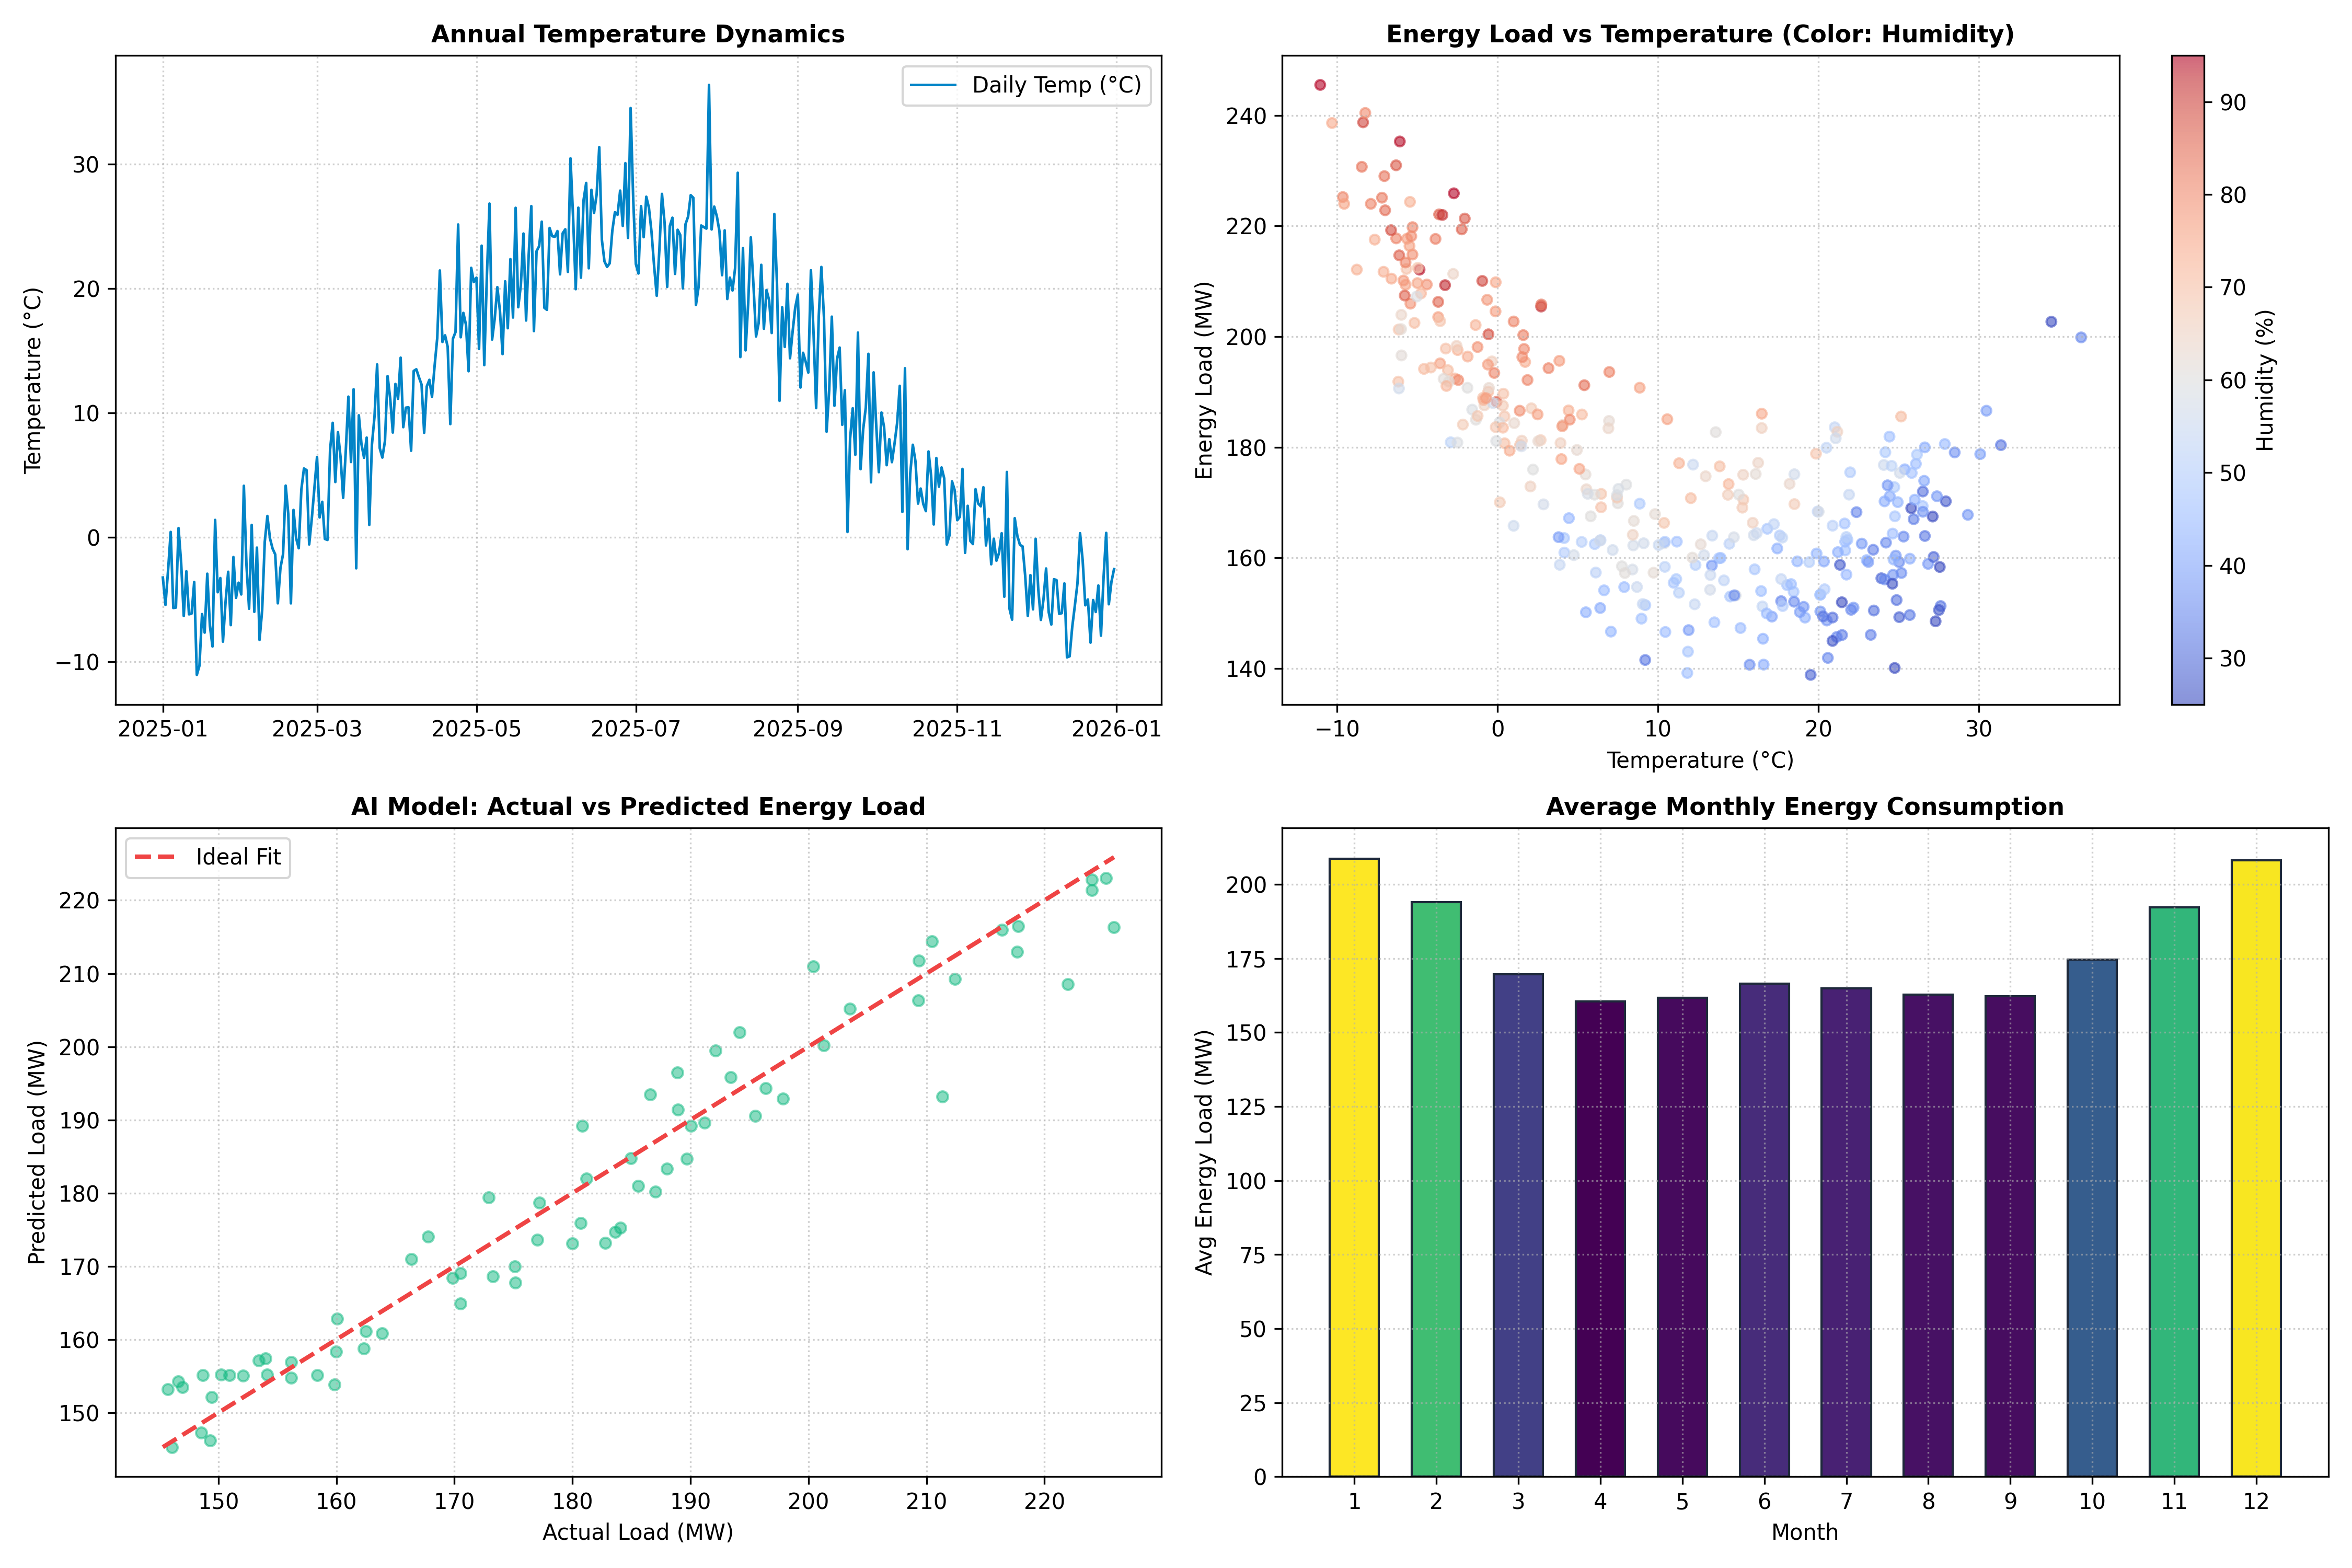 Annual Temperature Dynamics
Daily Temp (°C)
Temperature (°C)
30
20
10
0
−10
2025-01 2025-03 2025-05 2025-07 2025-09 2025-11 2026-01
Energy Load vs Temperature (Color: Humidity)
Energy Load (MW)
240
220
200
180
160
140
−10 0 10 20 30
Temperature (°C)
90
80
70
60
50
40
30
Humidity (%)
AI Model: Actual vs Predicted Energy Load
Ideal Fit
Predicted Load (MW)
220
210
200
190
180
170
160
150
150 160 170 180 190 200 210 220
Actual Load (MW)
Average Monthly Energy Consumption
Avg Energy Load (MW)
200
175
150
125
100
75
50
25
0
1 2 3 4 5 6 7 8 9 10 11 12
Month